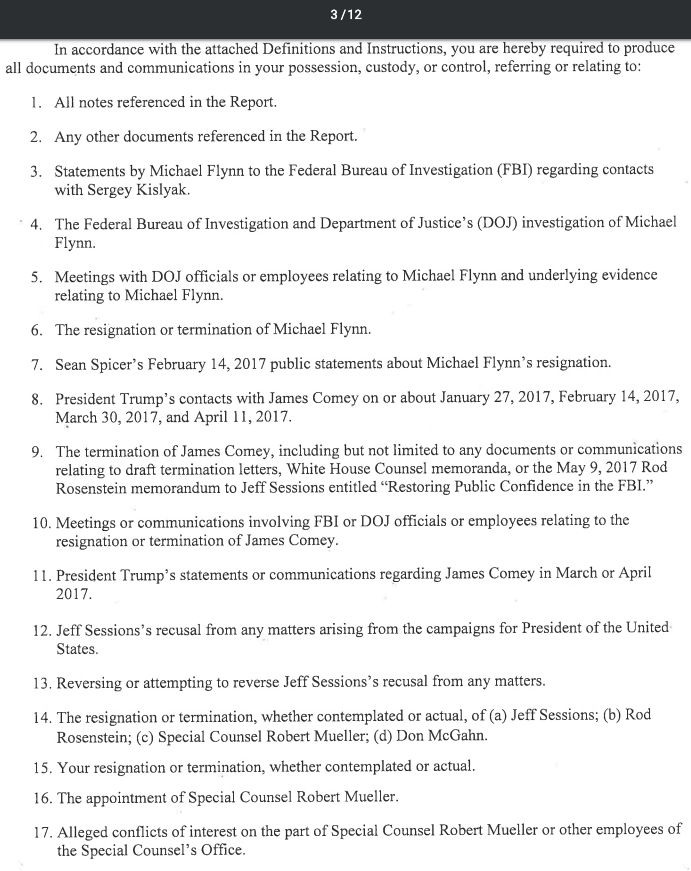 3/12
In accordance with the attached Definitions and Instructions, you are hereby required to produce
all documents and communications in your possession, custody, or control, referring or relating to:
1. All notes referenced in the Report.
2. Any other documents referenced in the Report.
3. Statements by Michael Flynn to the Federal Bureau of Investigation (FBI) regarding contacts
with Sergey Kislyak.
4. The Federal Bureau of Investigation and Department of Justice's (DOJ) investigation of Michael
Flynn.
5. Meetings with DOJ officials or employees relating to Michael Flynn and underlying evidence
relating to Michael Flynn.
6. The resignation or termination of Michael Flynn.
7. Sean Spicer's February 14, 2017 public statements about Michael Flynn's resignation.
8. President Trump's contacts with James Comey on or about January 27, 2017, February 14, 2017,
March 30, 2017, and April 11, 2017.
9. The termination of James Comey, including but not limited to any documents or communications
relating to draft termination letters, White House Counsel memoranda, or the May 9, 2017 Rod
Rosenstein memorandum to Jeff Sessions entitled “Restoring Public Confidence in the FBI.”
10. Meetings or communications involving FBI or DOJ officials or employees relating to the
resignation or termination of James Comey.
11. President Trump's statements or communications regarding James Comey in March or April
2017.
12. Jeff Sessions's recusal from any matters arising from the campaigns for President of the United
States.
13. Reversing or attempting to reverse Jeff Sessions's recusal from any matters.
14. The resignation or termination, whether contemplated or actual, of (a) Jeff Sessions; (b) Rod
Rosenstein; (c) Special Counsel Robert Mueller; (d) Don McGahn.
15. Your resignation or termination, whether contemplated or actual.
16. The appointment of Special Counsel Robert Mueller.
17. Alleged conflicts of interest on the part of Special Counsel Robert Mueller or other employees of
the Special Counsel's Office.